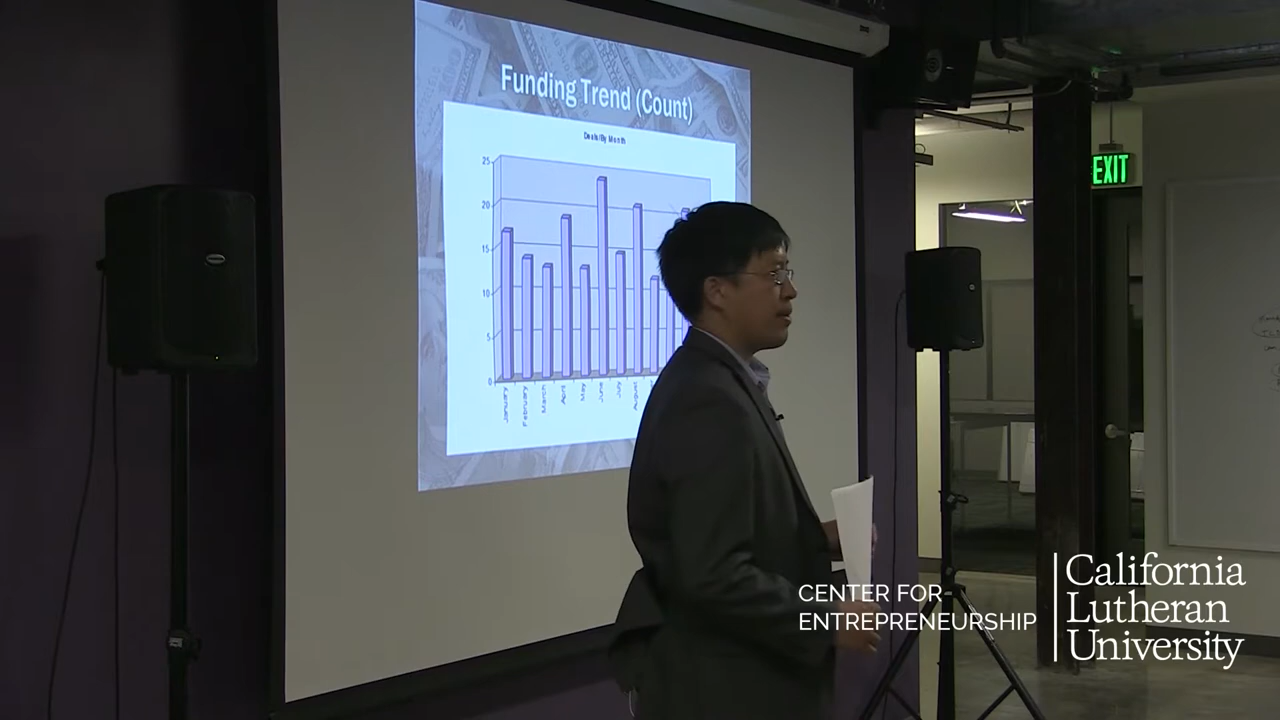 Funding Trend (Count)
Deals By Month
25
20
15
10
5
0
January
February
March
April
May
June
July
August
EXIT
CENTER FOR
ENTREPRENEURSHIP
California
Lutheran
University